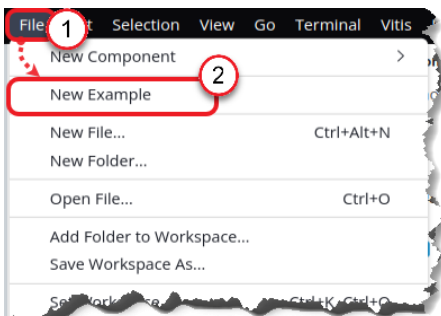 File 1 t Selection View Go Terminal Vitis
New Component >
2
New Example
New File... Ctrl+Alt+N
New Folder...
Open File... Ctrl+O
Add Folder to Workspace...
Save Workspace As...